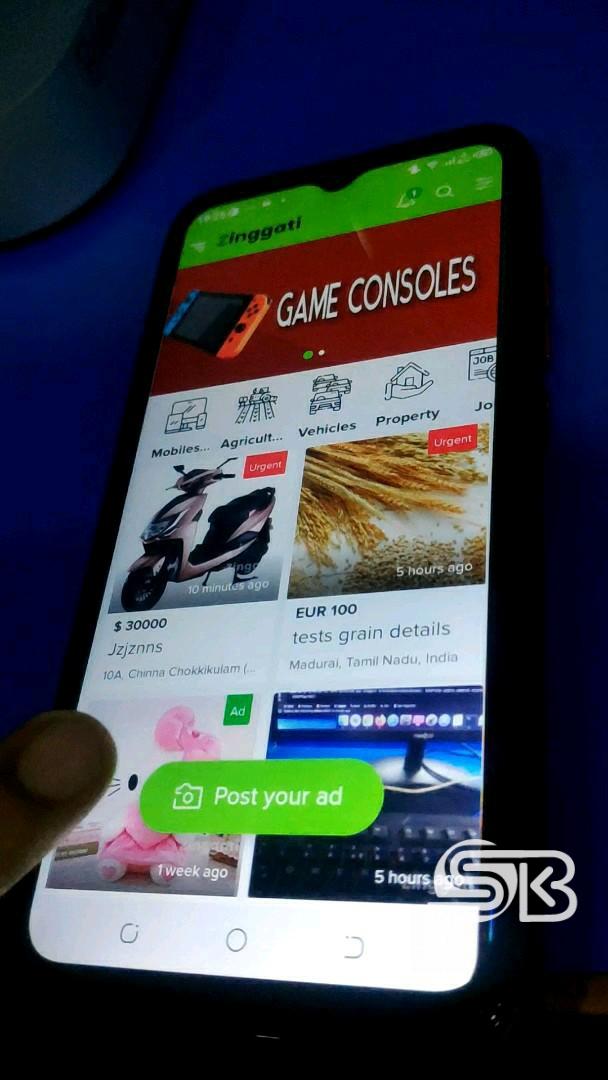 zinggati
1
GAME CONSOLES
JOB
Mobiles...
Agricult...
Vehicles
Property
Jo
Urgent
Urgent
10 minutes ago
5 hours ago
$ 30000
Jzjznns
10A, Chinna Chokkikulam (...
EUR 100
tests grain details
Madurai, Tamil Nadu, India
Ad
Post your ad
1 week ago
5 hours ago
SB